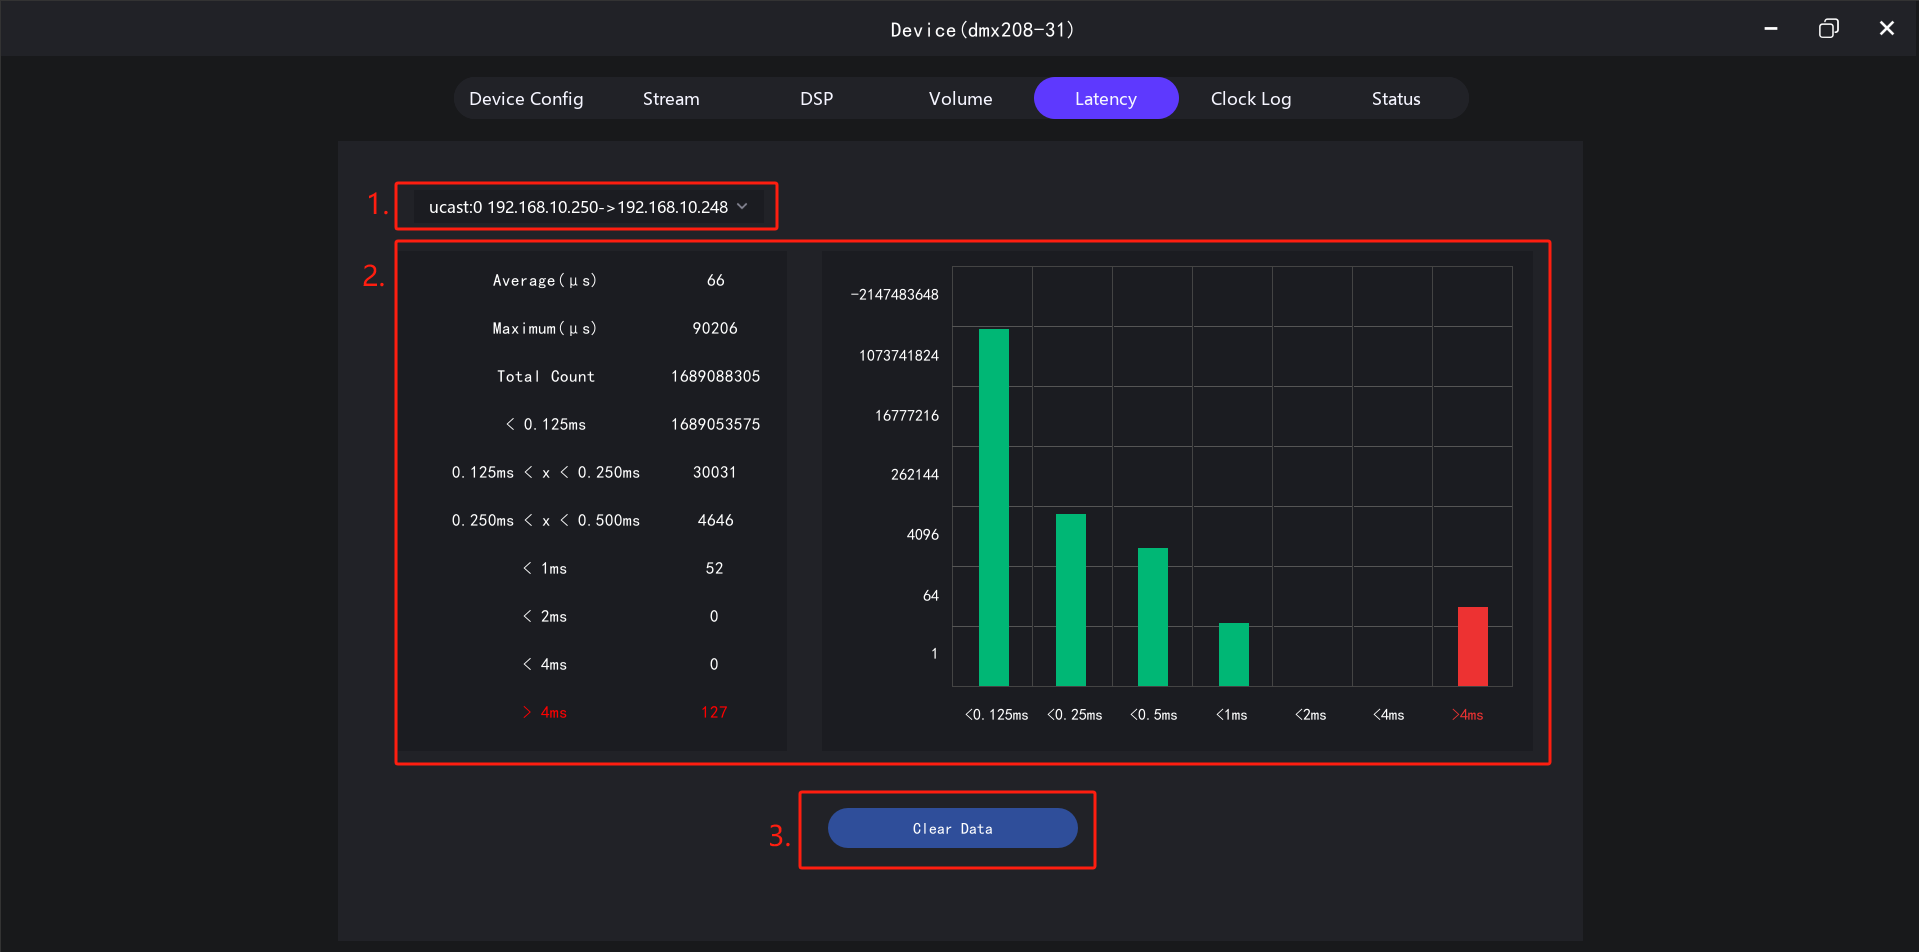 Device(dmx208-31)
Device Config Stream DSP Volume Latency Clock Log Status
1. ucast:0 192.168.10.250->192.168.10.248
2.
Average(μs) 66
Maximum(μs) 90206
Total Count 1689088305
< 0.125ms 1689053575
0.125ms < x < 0.250ms 30031
0.250ms < x < 0.500ms 4646
< 1ms 52
< 2ms 0
< 4ms 0
> 4ms 127
-2147483648
1073741824
16777216
262144
4096
64
1
<0.125ms <0.25ms <0.5ms <1ms <2ms <4ms >4ms
3. Clear Data